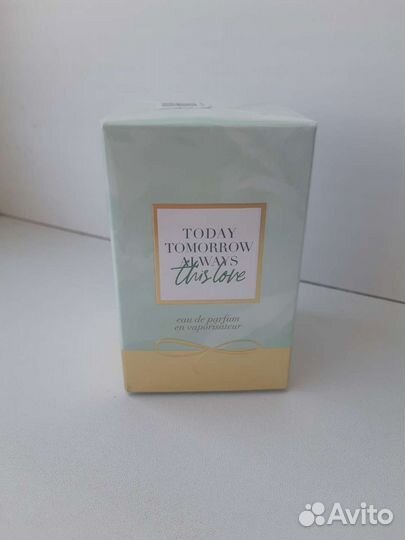 TODAY
TOMORROW
ALWAYS
this love
eau de parfum
en vaporisateur
Avito